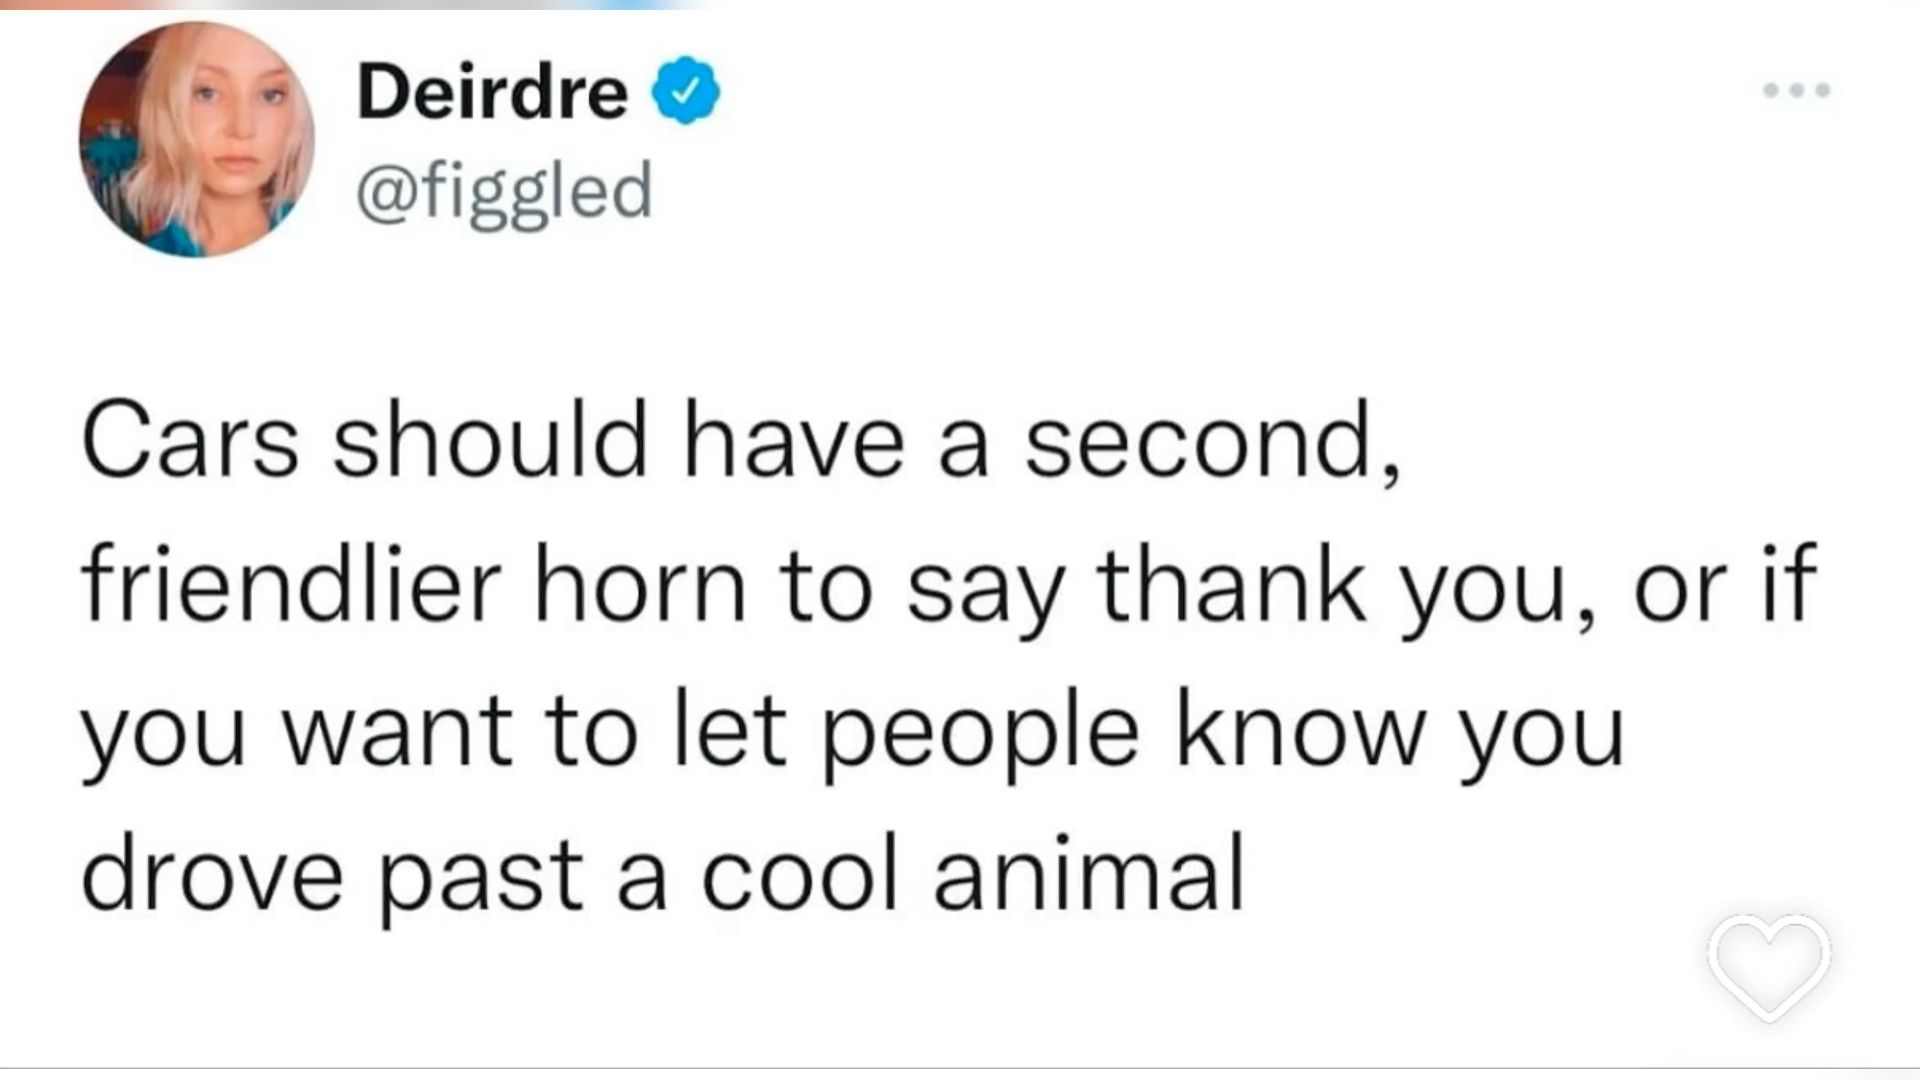 Deirdre
@figgled
Cars should have a second,
friendlier horn to say thank you, or if
you want to let people know you
drove past a cool animal